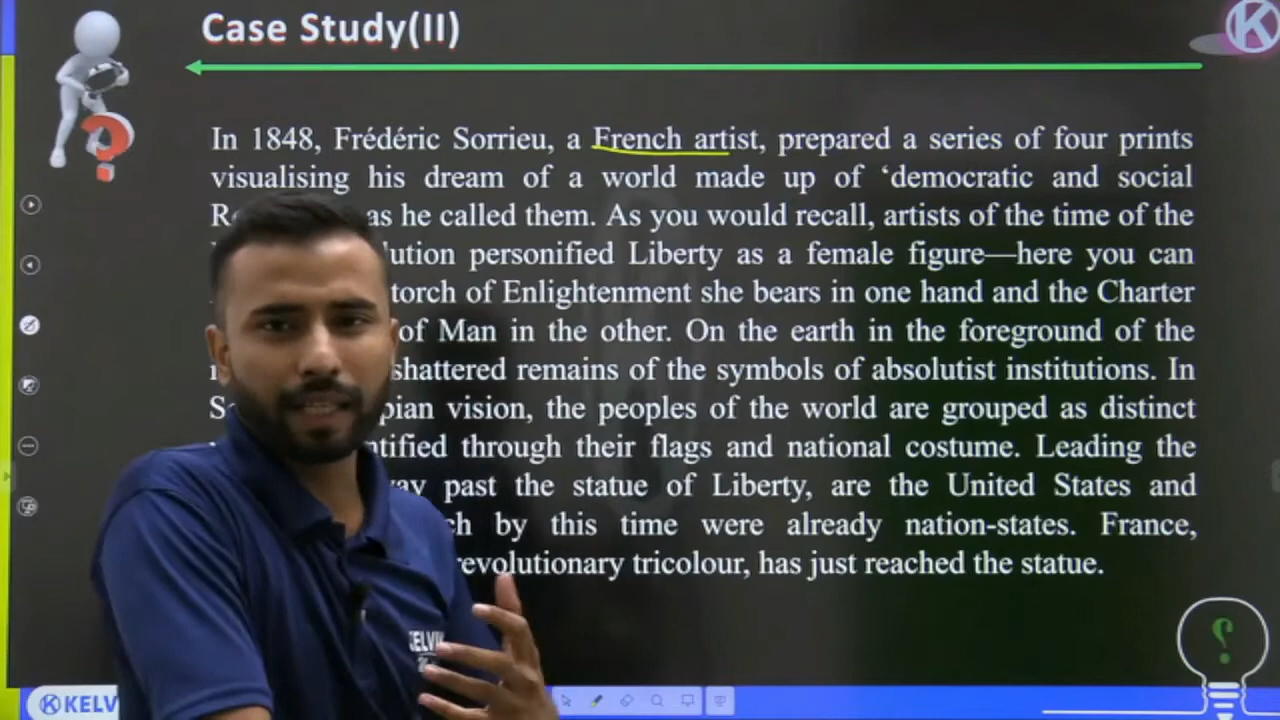 Case Study(II)
In 1848, Frédéric Sorrieu, a French artist, prepared a series of four prints
visualising his dream of a world made up of ‘democratic and social
as he called them. As you would recall, artists of the time of the
personified Liberty as a female figure—here you can
torch of Enlightenment she bears in one hand and the Charter
of Man in the other. On the earth in the foreground of the
shattered remains of the symbols of absolutist institutions. In
vision, the peoples of the world are grouped as distinct
through their flags and national costume. Leading the
past the statue of Liberty, are the United States and
by this time were already nation-states. France,
revolutionary tricolour, has just reached the statue.
K
?
KELV